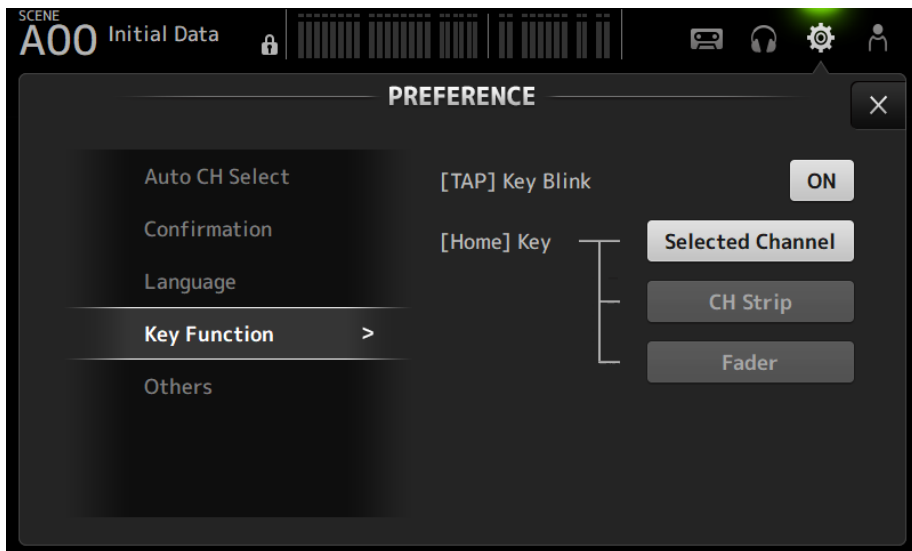 SCENE
A00 Initial Data
PREFERENCE
Auto CH Select
Confirmation
Language
Key Function >
Others
[TAP] Key Blink ON
[Home] Key Selected Channel
CH Strip
Fader